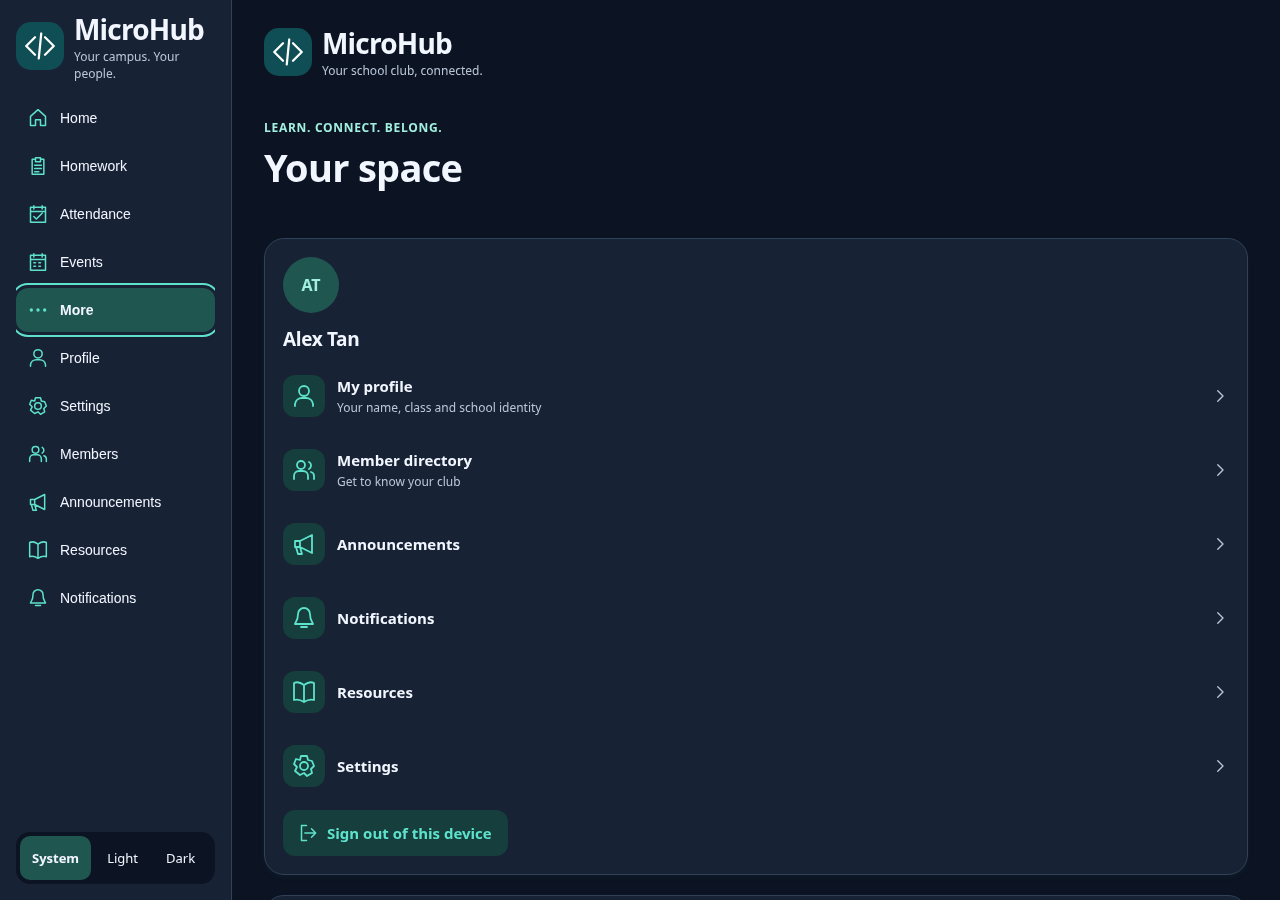 MicroHub
Your campus. Your
people.
Home
Homework
Attendance
Events
More
Profile
Settings
Members
Announcements
Resources
Notifications
System
Light
Dark
MicroHub
Your school club, connected.
LEARN. CONNECT. BELONG.
Your space
AT
Alex Tan
My profile
Your name, class and school identity
Member directory
Get to know your club
Announcements
Notifications
Resources
Settings
Sign out of this device